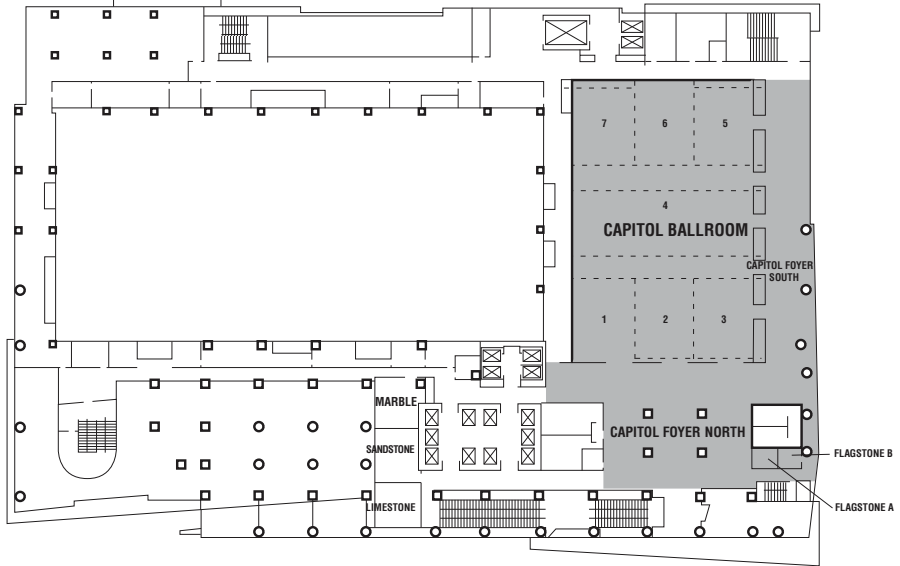 7 6 5
4
CAPITOL BALLROOM
CAPITOL FOYER
SOUTH
1 2 3
MARBLE
CAPITOL FOYER NORTH
SANDSTONE
FLAGSTONE B
LIMESTONE
FLAGSTONE A